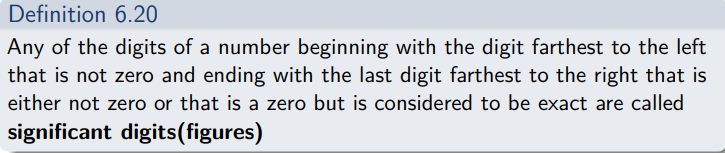 Definition 6.20
Any of the digits of a number beginning with the digit farthest to the left
that is not zero and ending with the last digit farthest to the right that is
either not zero or that is a zero but is considered to be exact are called
significant digits(figures)